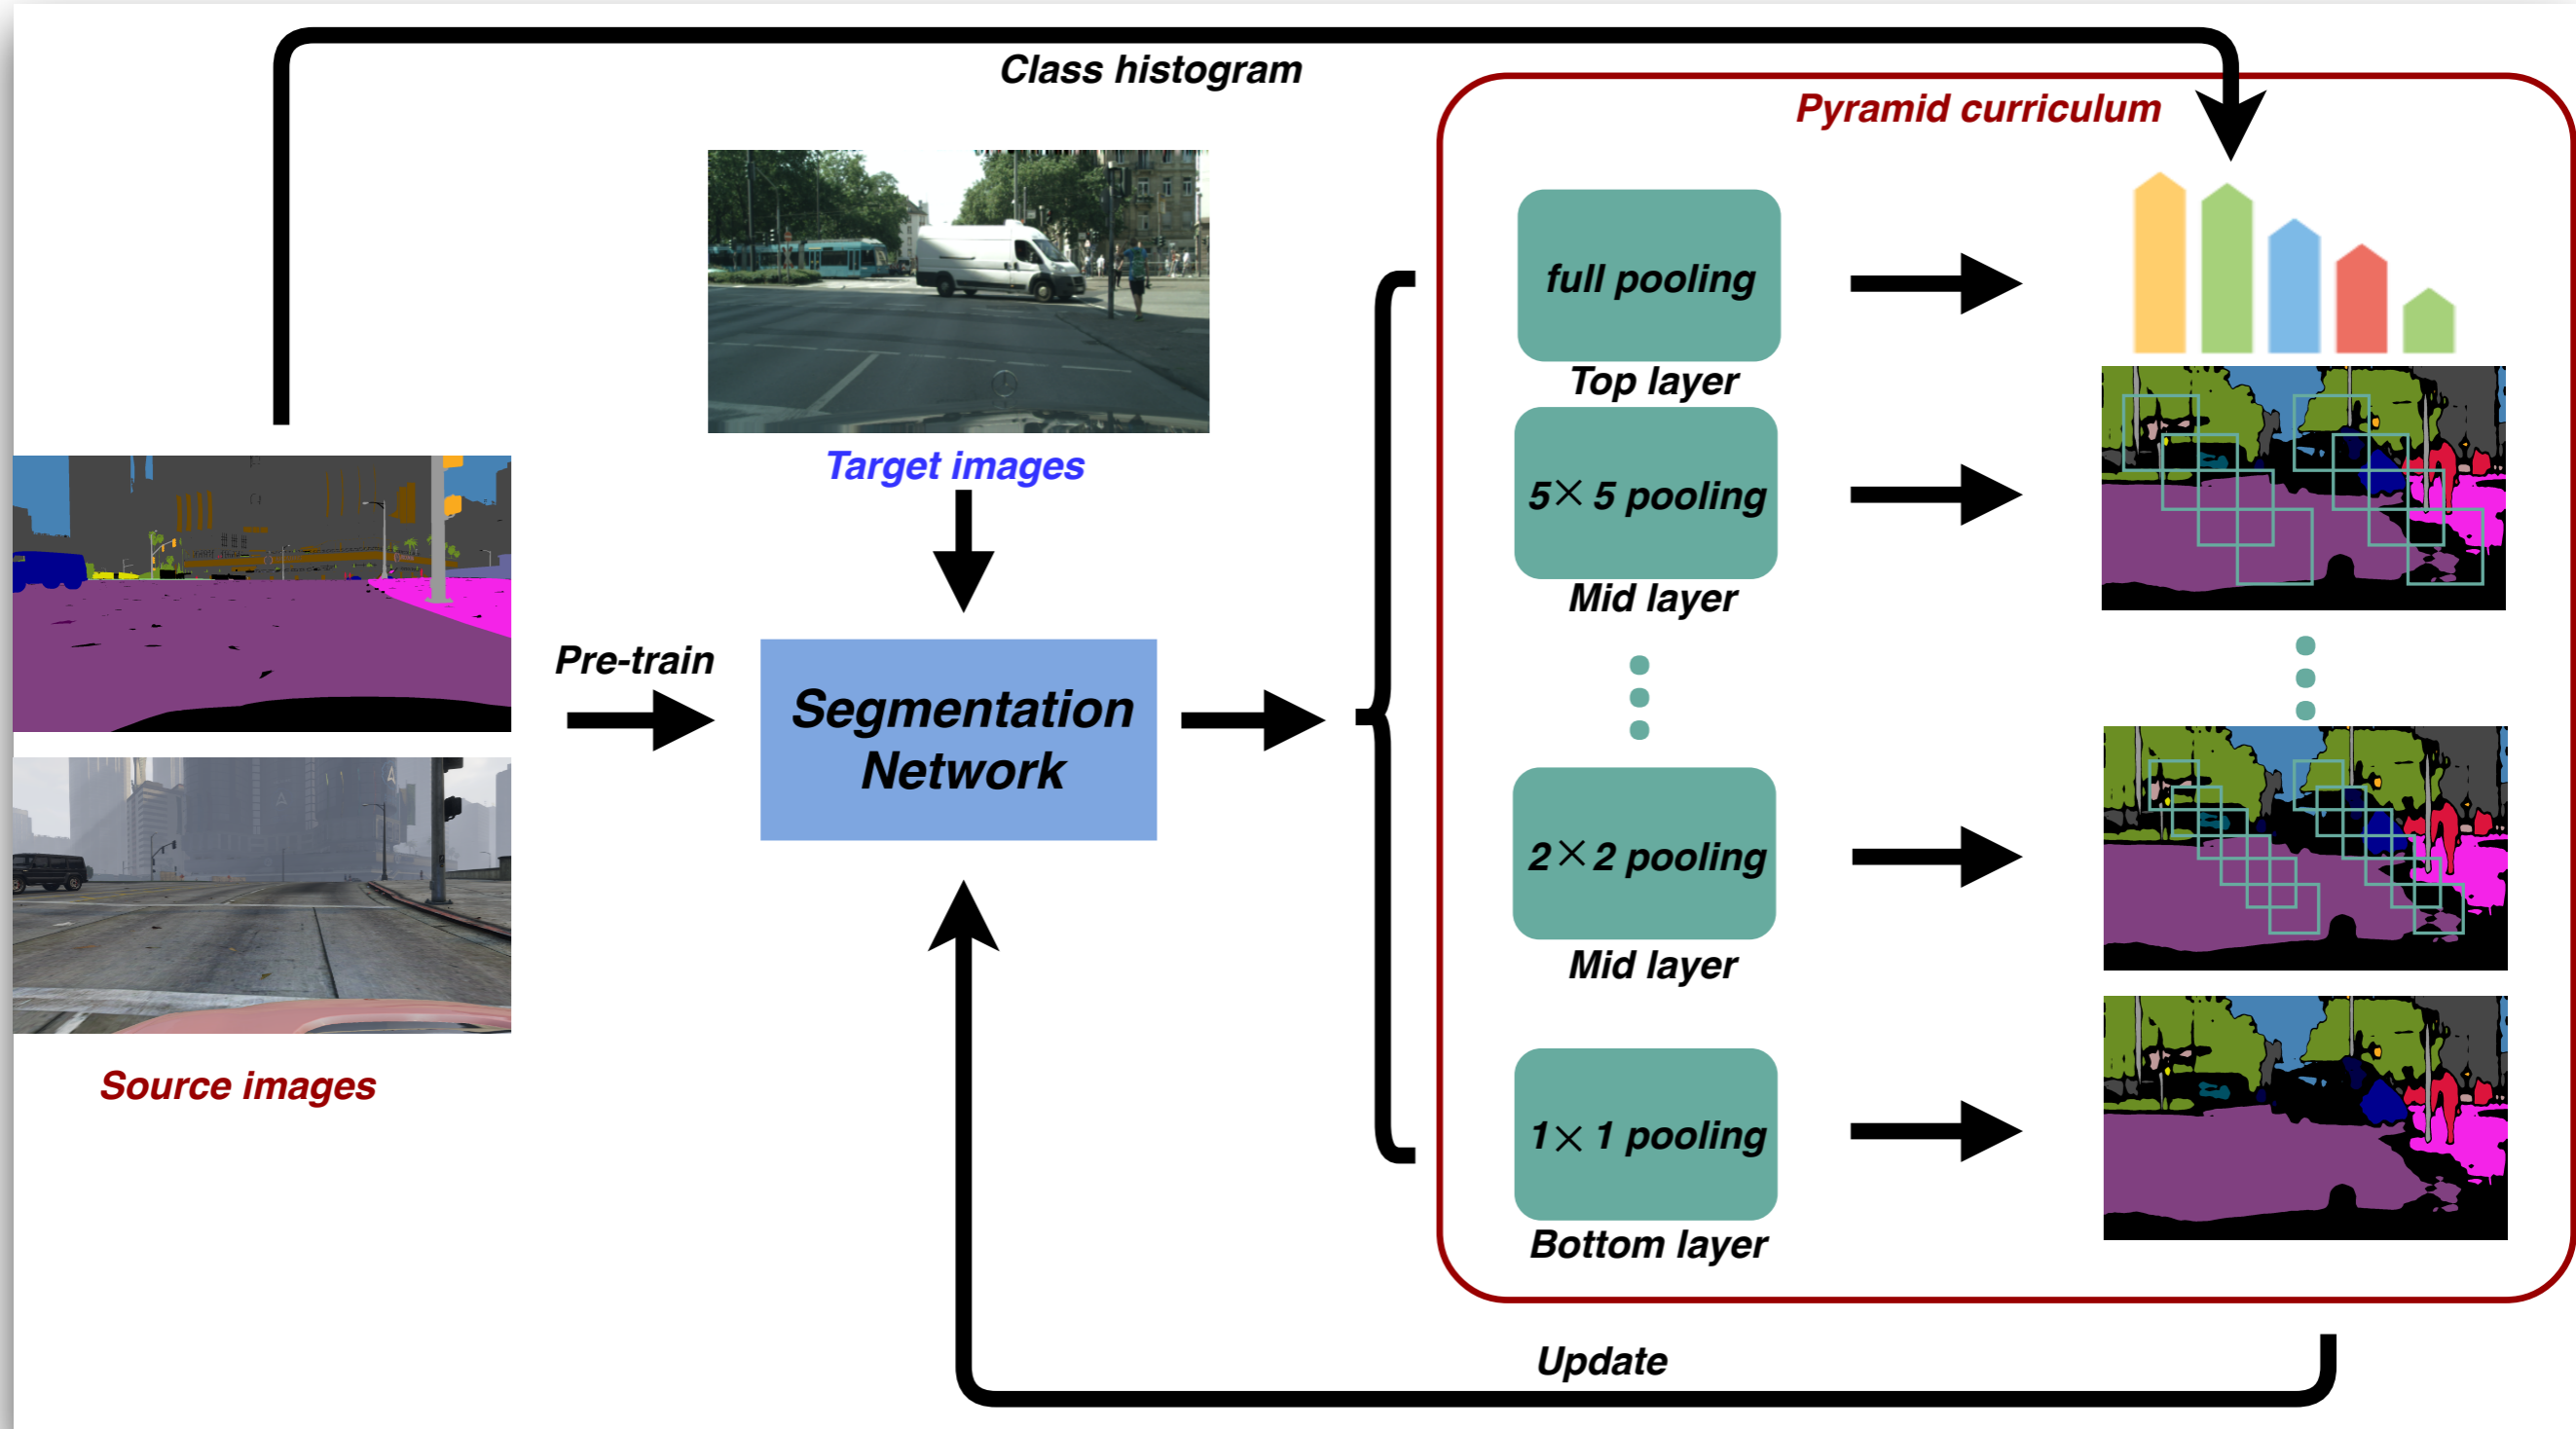 Class histogram
Pyramid curriculum
full pooling
Top layer
Target images
5×5 pooling
Mid layer
Pre-train
Segmentation
Network
2×2 pooling
Mid layer
Source images
1×1 pooling
Bottom layer
Update